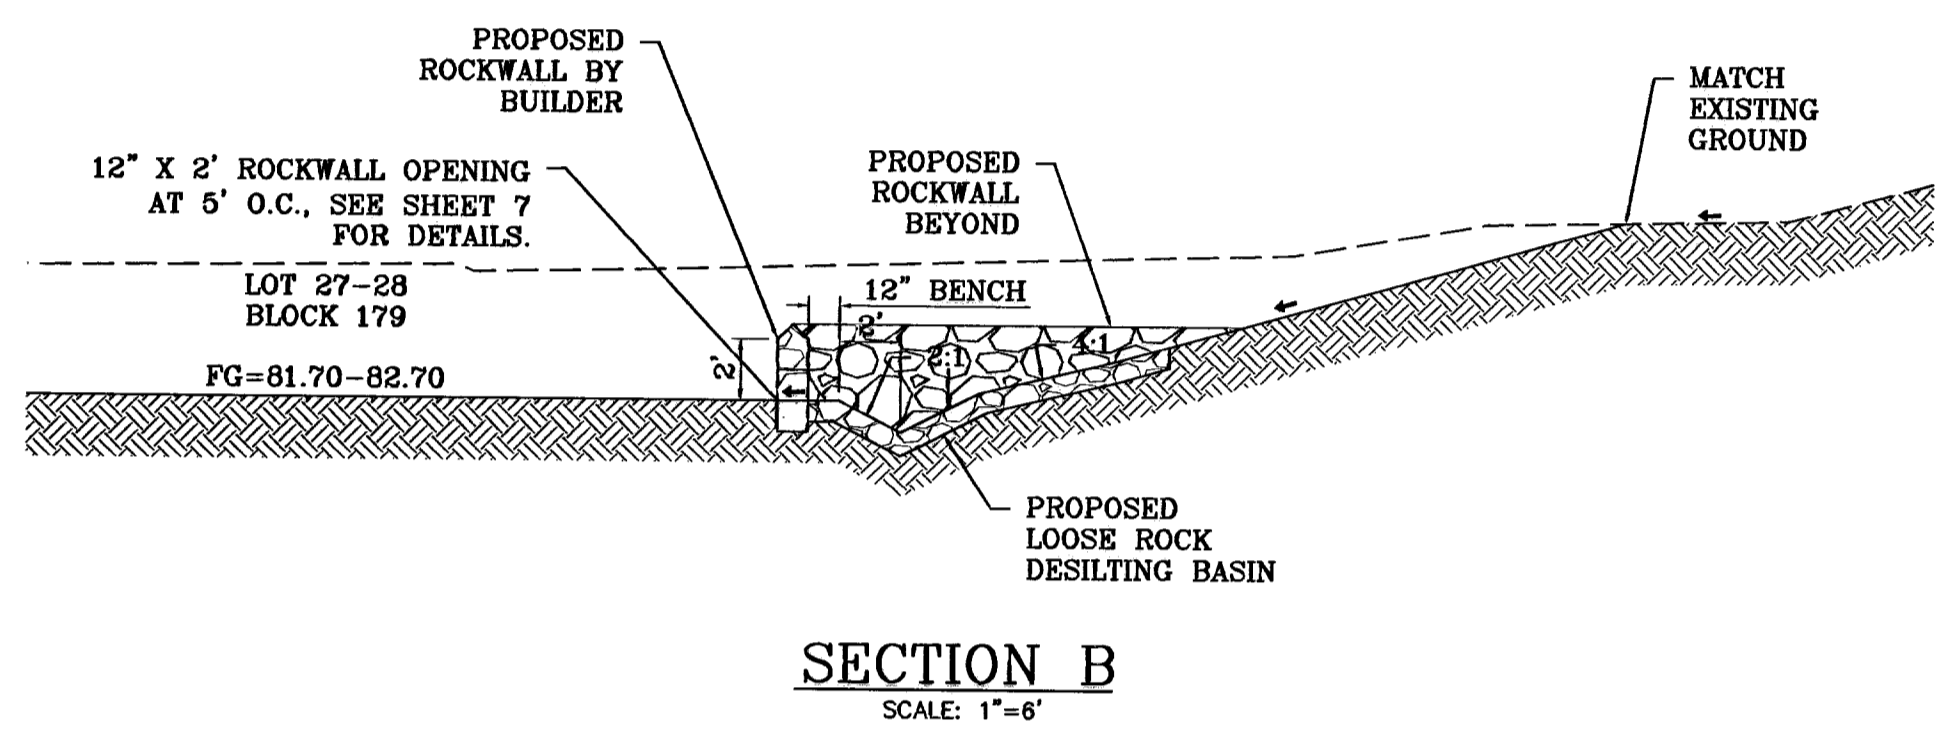 PROPOSED
ROCKWALL BY
BUILDER
MATCH
EXISTING
GROUND
12" X 2' ROCKWALL OPENING
AT 5' O.C., SEE SHEET 7
FOR DETAILS.
PROPOSED
ROCKWALL
BEYOND
LOT 27-28
BLOCK 179
12" BENCH
2'
2:1
4:1
2'
FG=81.70-82.70
PROPOSED
LOOSE ROCK
DESILTING BASIN
SECTION B
SCALE: 1"=6'